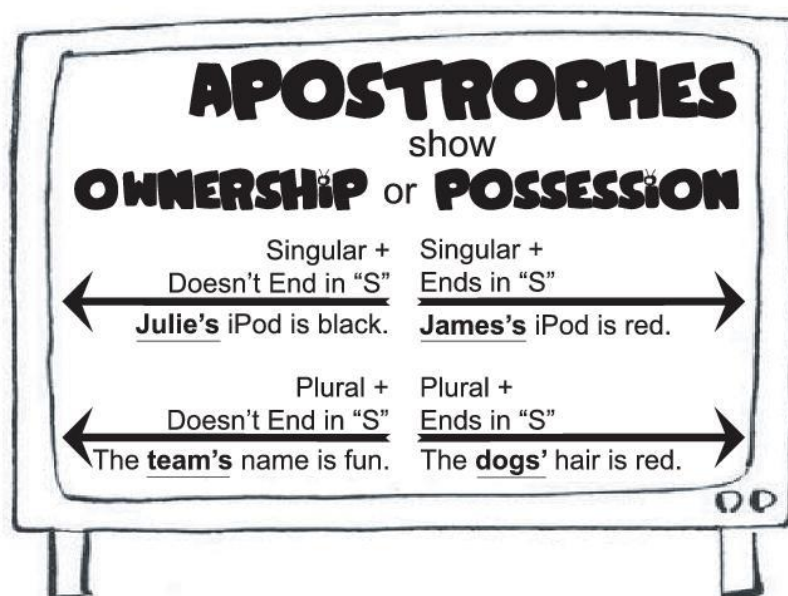 APOSTROPHES
show
OWNERSHiP or POSSESSiON
Singular +
Doesn’t End in “S”
Julie’s iPod is black.
Singular +
Ends in “S”
James’s iPod is red.
Plural +
Doesn’t End in “S”
The team’s name is fun.
Plural +
Ends in “S”
The dogs’ hair is red.